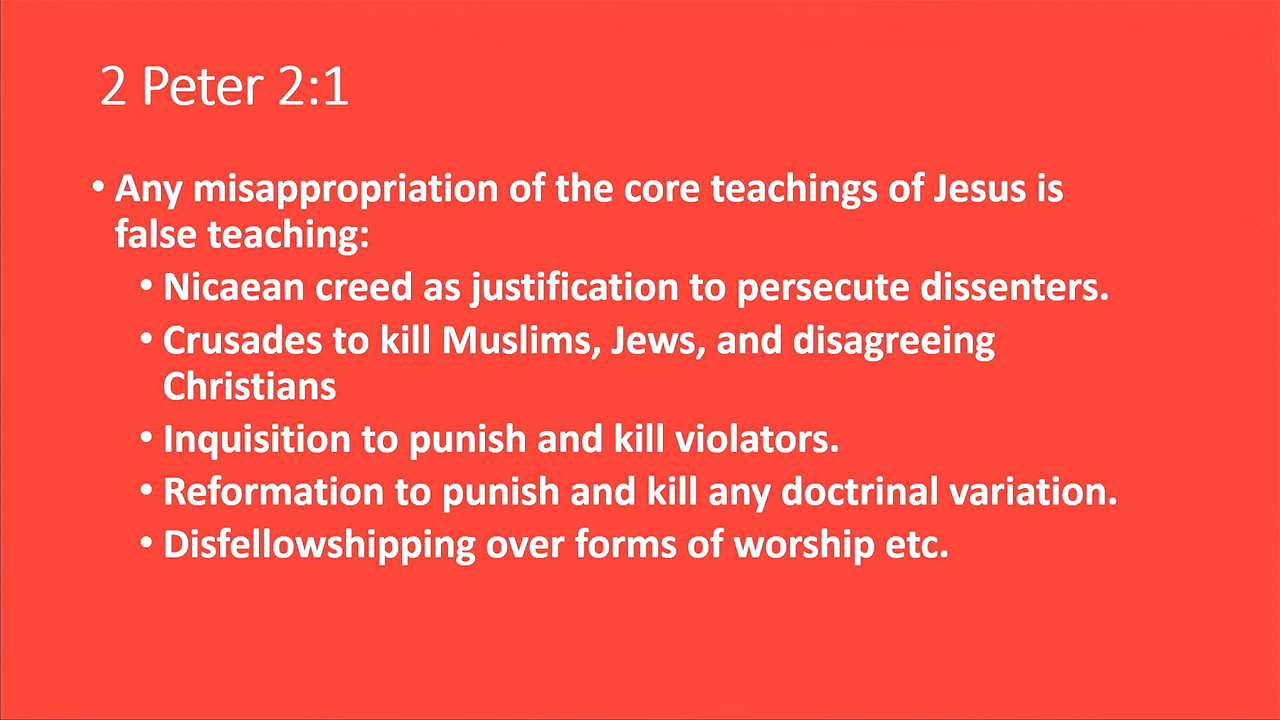 2 Peter 2:1
• Any misappropriation of the core teachings of Jesus is
false teaching:
• Nicaean creed as justification to persecute dissenters.
• Crusades to kill Muslims, Jews, and disagreeing
Christians
• Inquisition to punish and kill violators.
• Reformation to punish and kill any doctrinal variation.
• Disfellowshipping over forms of worship etc.